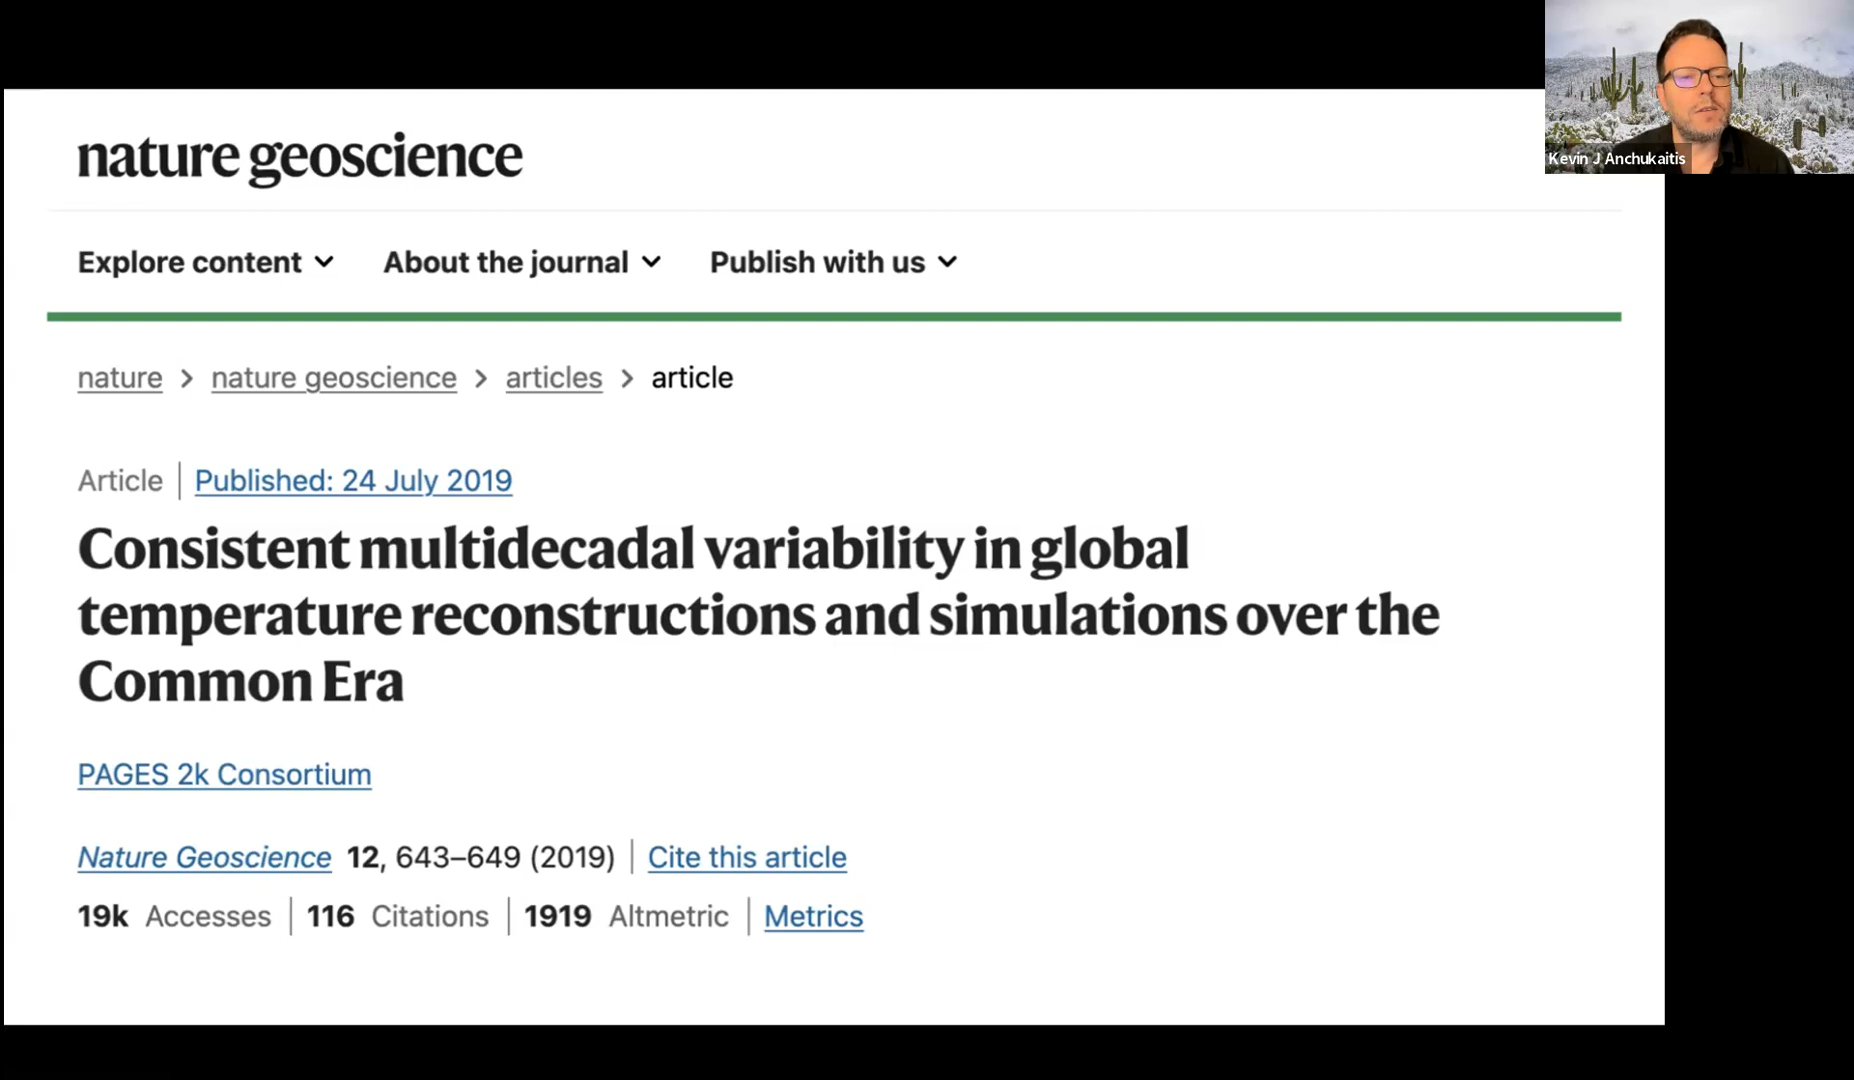 nature geoscience
Kevin J Anchukaitis
Explore content About the journal Publish with us
nature > nature geoscience > articles > article
Article | Published: 24 July 2019
Consistent multidecadal variability in global
temperature reconstructions and simulations over the
Common Era
PAGES 2k Consortium
Nature Geoscience 12, 643–649 (2019) | Cite this article
19k Accesses | 116 Citations | 1919 Altmetric | Metrics